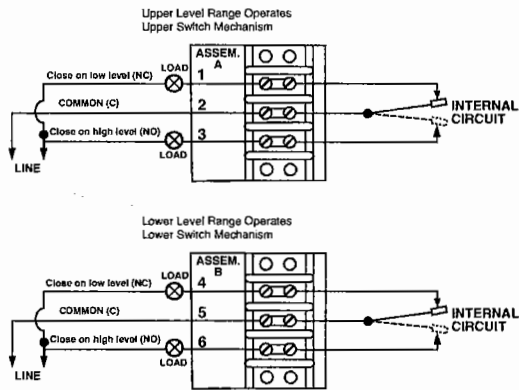 Upper Level Range Operates
Upper Switch Mechanism
ASSEM.
A
LOAD
Close on low level (NC)
1
COMMON (C)
2
INTERNAL
CIRCUIT
Close on high level (NO)
3
LOAD
LINE
Lower Level Range Operates
Lower Switch Mechanism
ASSEM.
B
LOAD
Close on low level (NC)
4
COMMON (C)
5
INTERNAL
CIRCUIT
Close on high level (NO)
6
LOAD
LINE